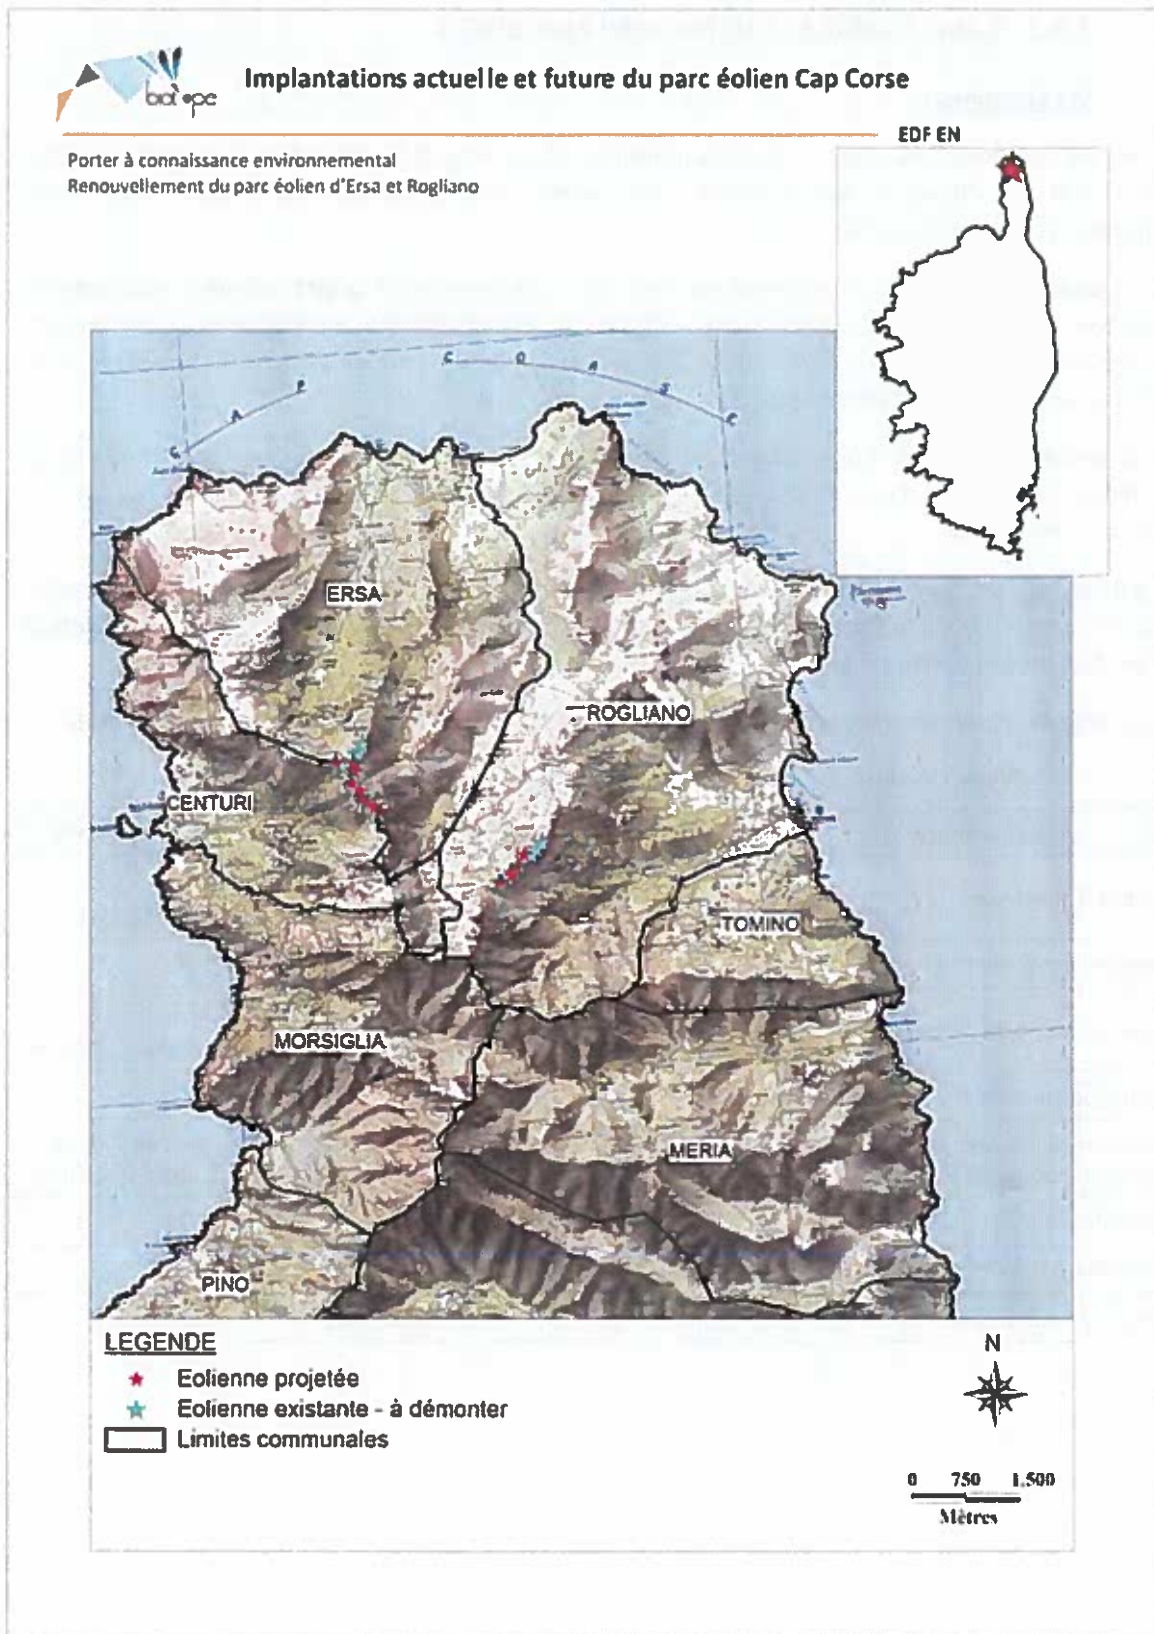 biotope
Implantations actuelle et future du parc éolien Cap Corse
EDF EN
Porter à connaissance environnemental
Renouvellement du parc éolien d'Ersa et Rogliano
C A P C O R S E
ERSA
ROGLIANO
CENTURI
TOMINO
MORSIGLIA
MERIA
PINO
LEGENDE
Eolienne projetée
Eolienne existante - à démonter
Limites communales
N
0 750 1.500
Mètres